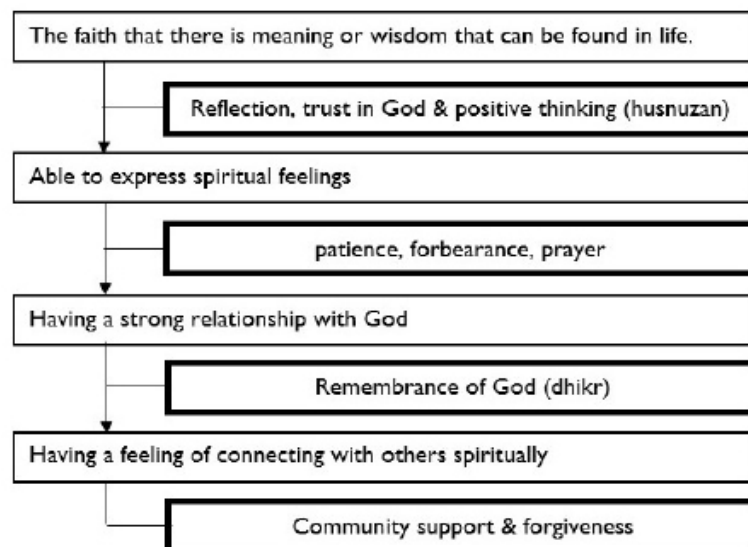 The faith that there is meaning or wisdom that can be found in life.
Reflection, trust in God & positive thinking (husnuzan)
Able to express spiritual feelings
patience, forbearance, prayer
Having a strong relationship with God
Remembrance of God (dhikr)
Having a feeling of connecting with others spiritually
Community support & forgiveness